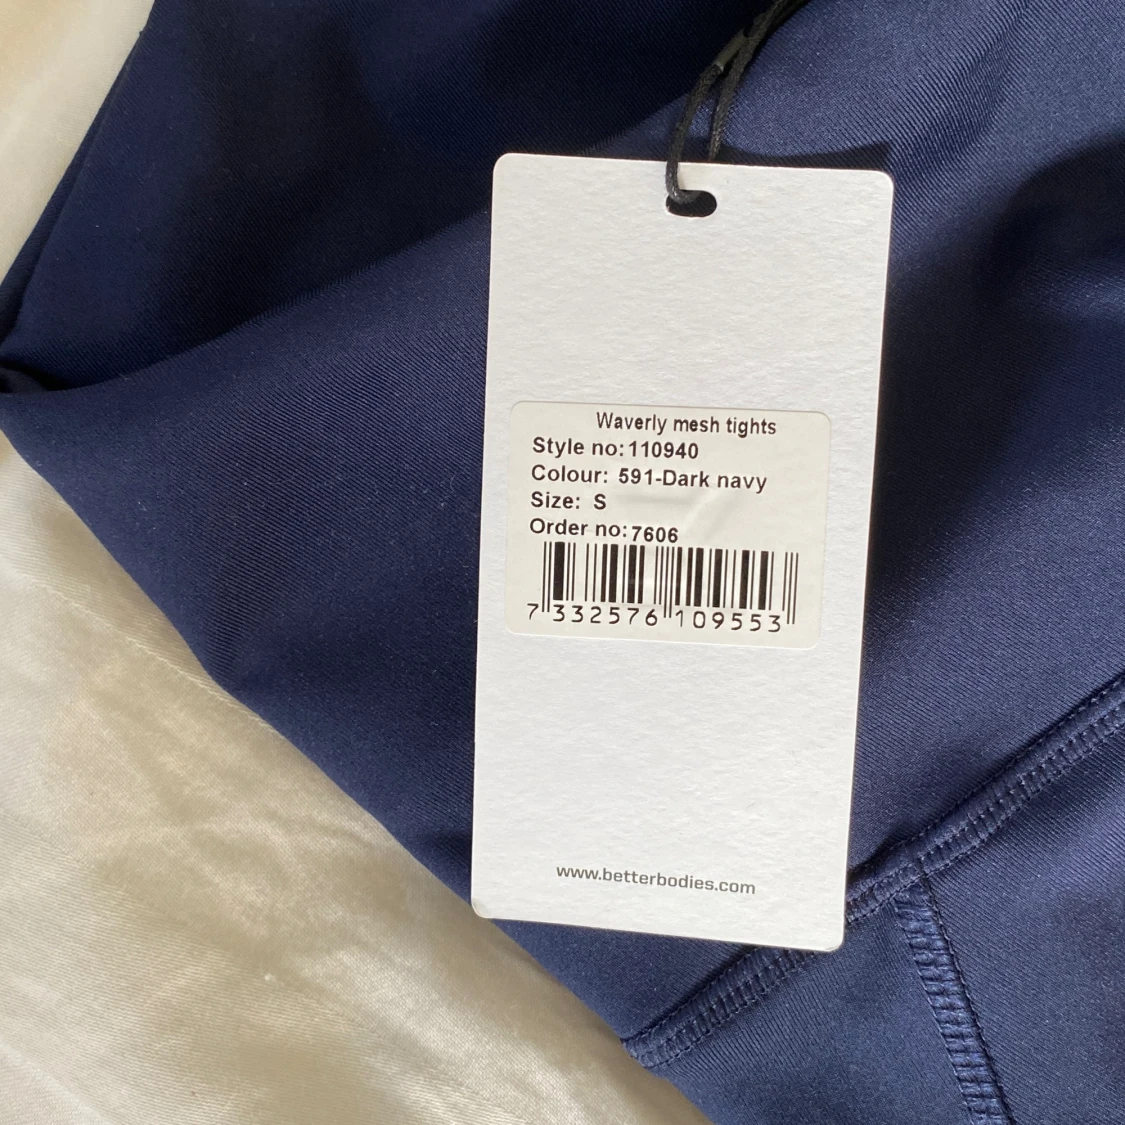 Waverly mesh tights
Style no: 110940
Colour: 591-Dark navy
Size: S
Order no: 7606
7 332576 109553
www.betterbodies.com